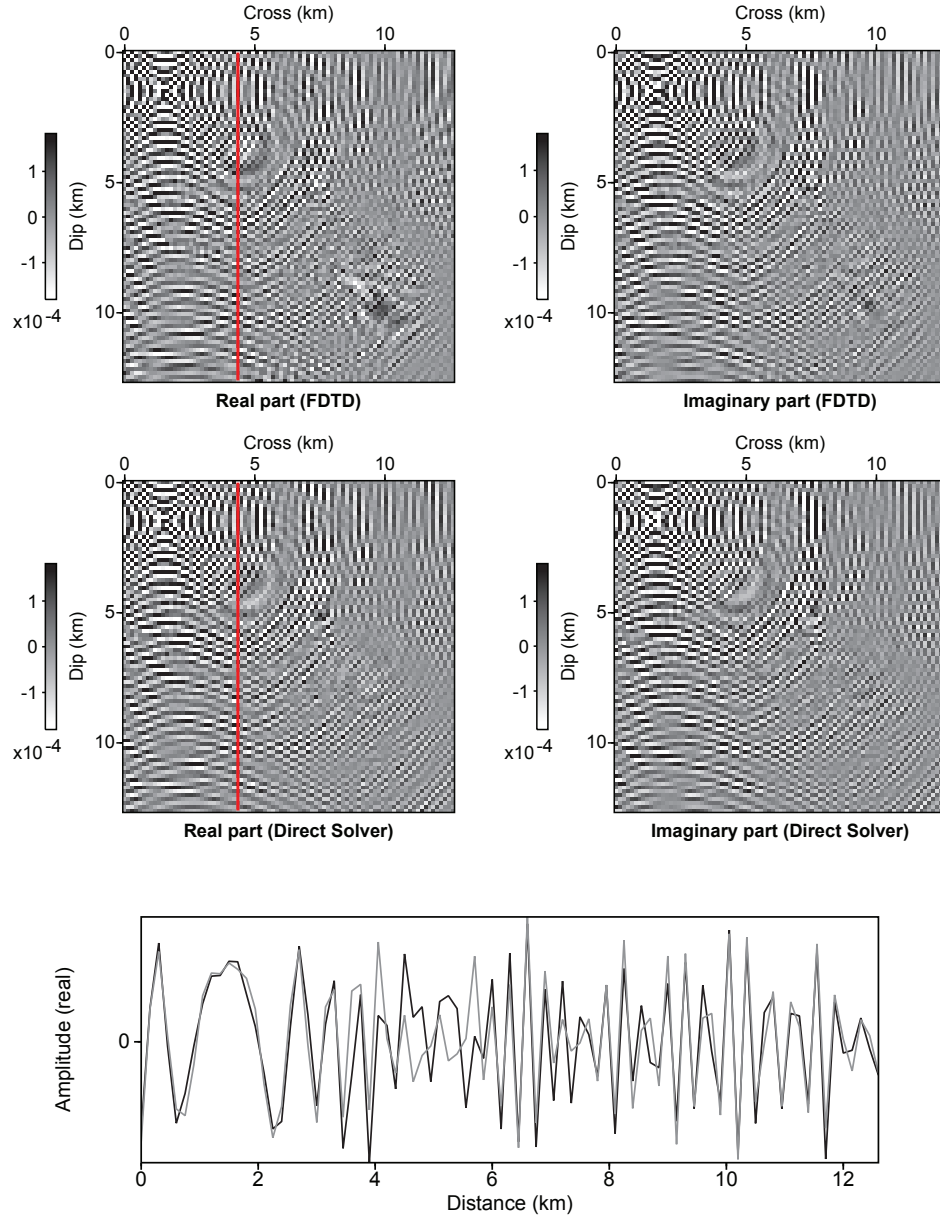 Cross (km)
0 5 10
Cross (km)
0 5 10
0
5
10
Dip (km)
1
0
-1
x10-4
0
5
10
Dip (km)
1
0
-1
x10-4
Real part (FDTD)
Imaginary part (FDTD)
Cross (km)
0 5 10
Cross (km)
0 5 10
0
5
10
Dip (km)
1
0
-1
x10-4
0
5
10
Dip (km)
1
0
-1
x10-4
Real part (Direct Solver)
Imaginary part (Direct Solver)
Amplitude (real)
0
0 2 4 6 8 10 12
Distance (km)